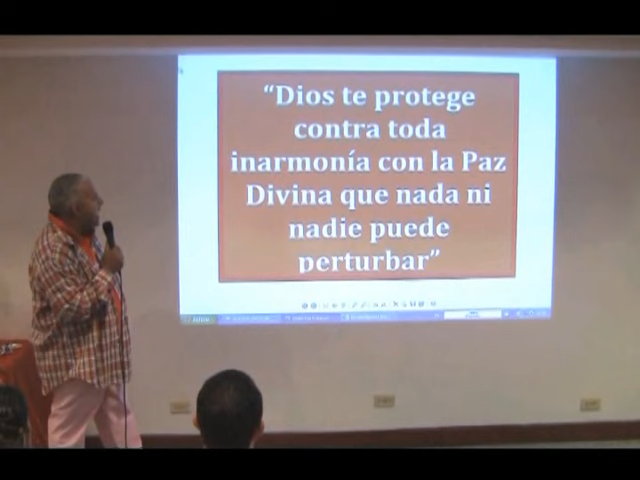 “Dios te protege
contra toda
inarmonía con la Paz
Divina que nada ni
nadie puede
perturbar”